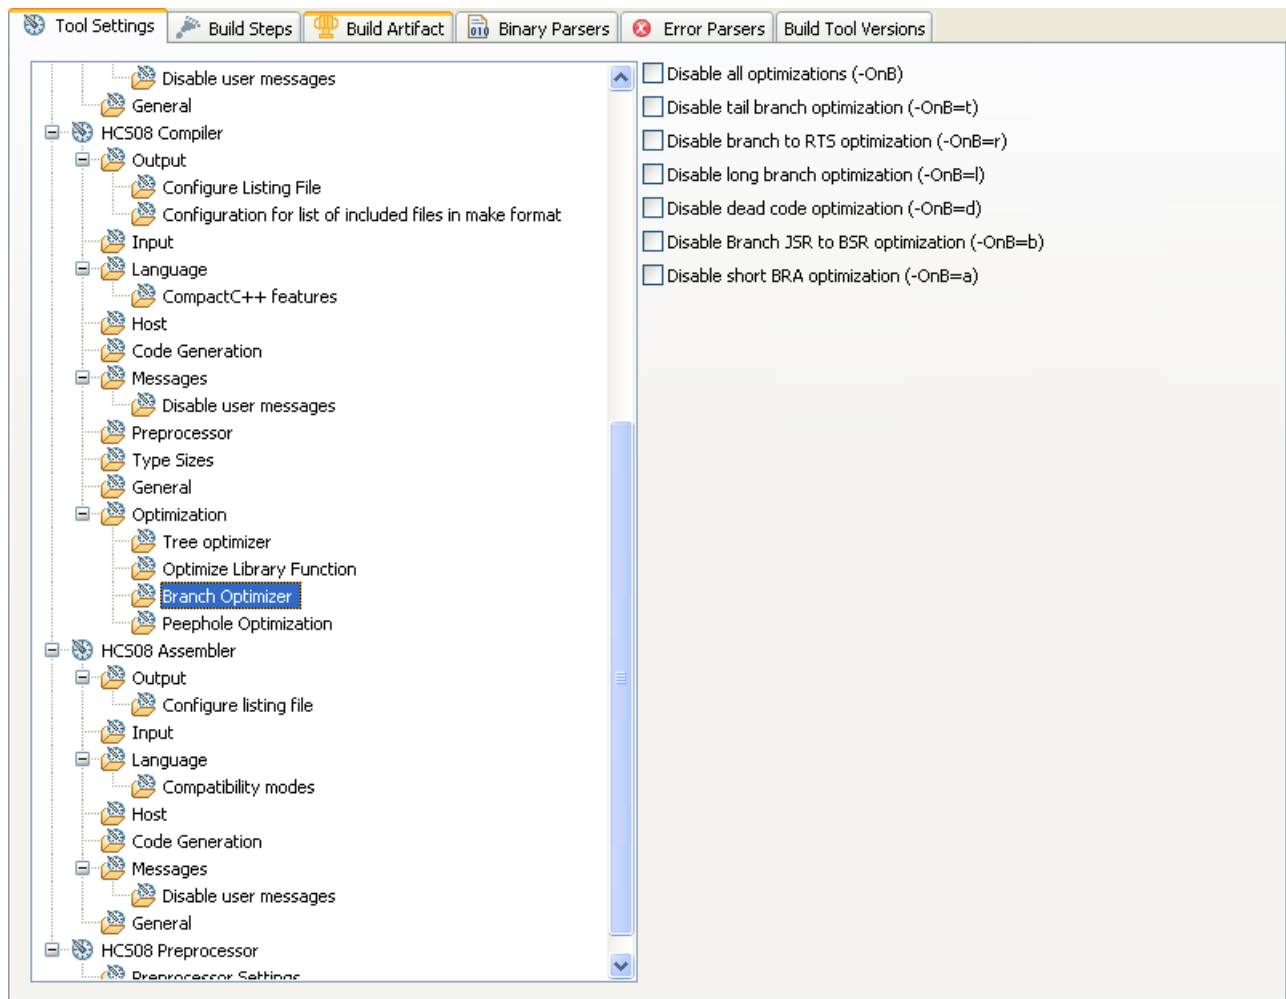 Tool Settings Build Steps Build Artifact Binary Parsers Error Parsers Build Tool Versions
Disable user messages
General
HCS08 Compiler
Output
Configure Listing File
Configuration for list of included files in make format
Input
Language
CompactC++ features
Host
Code Generation
Messages
Disable user messages
Preprocessor
Type Sizes
General
Optimization
Tree optimizer
Optimize Library Function
Branch Optimizer
Peephole Optimization
HCS08 Assembler
Output
Configure listing file
Input
Language
Compatibility modes
Host
Code Generation
Messages
Disable user messages
General
HCS08 Preprocessor
Preprocessor Settings
Disable all optimizations (-OnB)
Disable tail branch optimization (-OnB=t)
Disable branch to RTS optimization (-OnB=r)
Disable long branch optimization (-OnB=l)
Disable dead code optimization (-OnB=d)
Disable Branch JSR to BSR optimization (-OnB=b)
Disable short BRA optimization (-OnB=a)